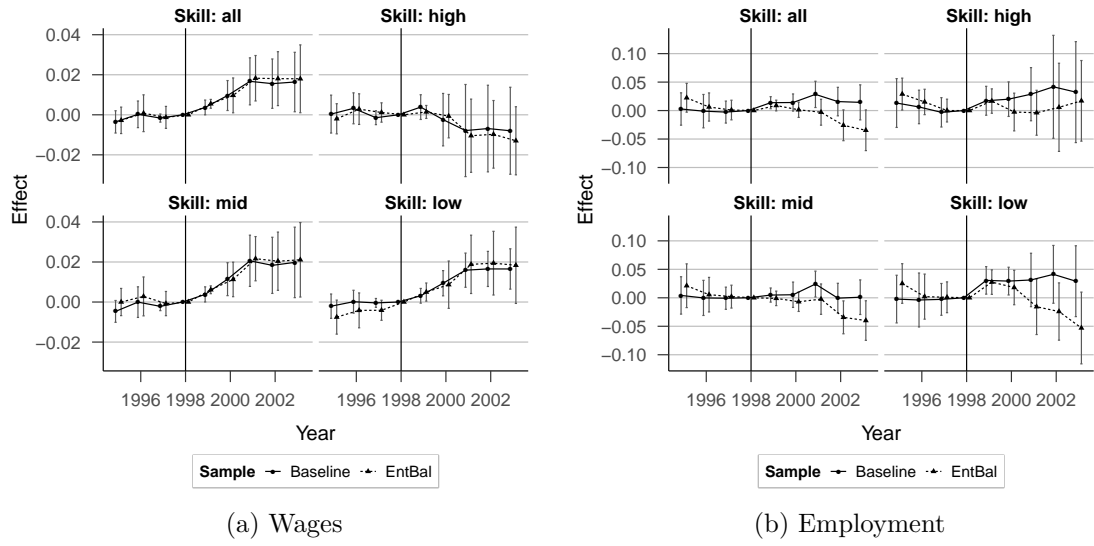 Skill: all Skill: high
0.04
0.02
0.00
−0.02
Skill: mid Skill: low
0.04
0.02
0.00
−0.02
Effect
1996 1998 2000 2002 1996 1998 2000 2002
Year
Sample Baseline EntBal
(a) Wages
Skill: all Skill: high
0.10
0.05
0.00
−0.05
−0.10
Skill: mid Skill: low
0.10
0.05
0.00
−0.05
−0.10
Effect
1996 1998 2000 2002 1996 1998 2000 2002
Year
Sample Baseline EntBal
(b) Employment